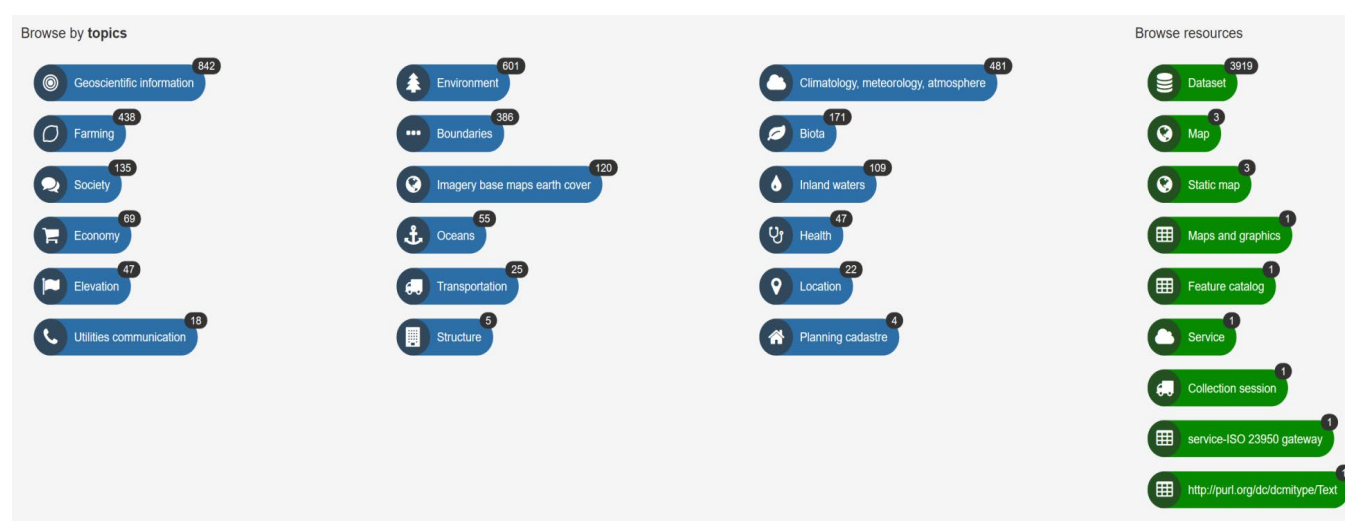 Browse by topics
Browse resources
842
Geoscientific information
601
Environment
481
Climatology, meteorology, atmosphere
3919
Dataset
438
Farming
386
Boundaries
171
Biota
3
Map
135
Society
120
Imagery base maps earth cover
109
Inland waters
3
Static map
69
Economy
55
Oceans
47
Health
1
Maps and graphics
47
Elevation
25
Transportation
22
Location
1
Feature catalog
18
Utilities communication
5
Structure
4
Planning cadastre
1
Service
1
Collection session
1
service-ISO 23950 gateway
1
http://purl.org/dc/dcmitype/Text